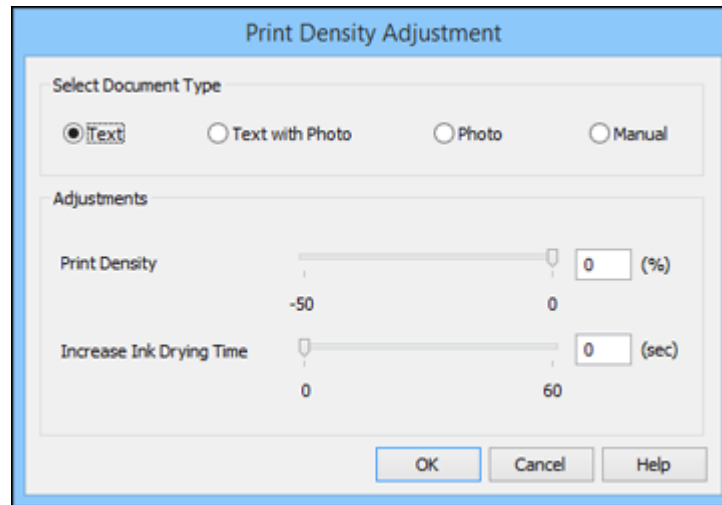 Print Density Adjustment
Select Document Type
Text Text with Photo Photo Manual
Adjustments
Print Density 0 (%)
-50 0
Increase Ink Drying Time 0 (sec)
0 60
OK Cancel Help